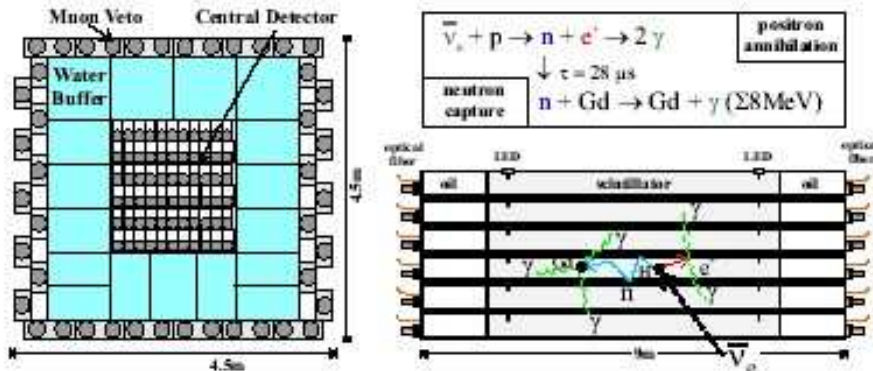 Muon Veto
Central Detector
Water
Buffer
4.5m
4.5m
ν̅ₑ + p → n + e⁺ → 2 γ
positron
annihilation
↓ τ = 28 μs
neutron
capture
n + Gd → Gd + γ (Σ8MeV)
optical
fiber
LED
LED
optical
fiber
oil
scintillator
oil
γ
γ
Gd
H
e⁺
γ
n
γ
γ
9m
ν̅ₑ